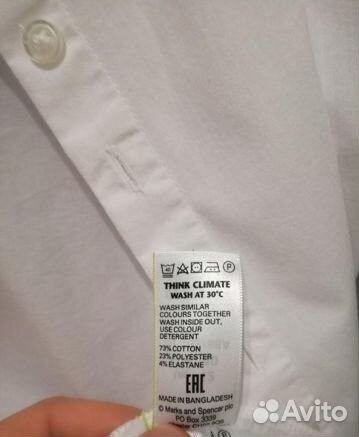 THINK CLIMATE
WASH AT 30°C
WASH SIMILAR
COLOURS TOGETHER
WASH INSIDE OUT,
USE COLOUR
DETERGENT
73% COTTON
23% POLYESTER
4% ELASTANE
EAC
MADE IN BANGLADESH
© Marks and Spencer plc
PO Box 3339
Avito